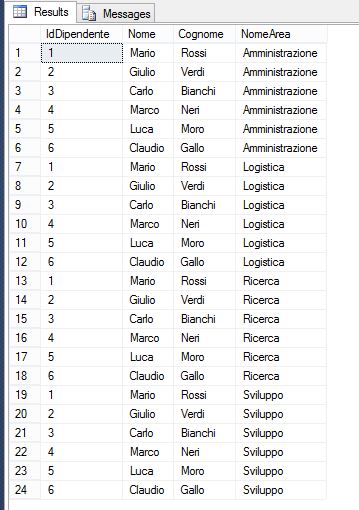 Results Messages
IdDipendente Nome Cognome NomeArea
1 1 Mario Rossi Amministrazione
2 2 Giulio Verdi Amministrazione
3 3 Carlo Bianchi Amministrazione
4 4 Marco Neri Amministrazione
5 5 Luca Moro Amministrazione
6 6 Claudio Gallo Amministrazione
7 1 Mario Rossi Logistica
8 2 Giulio Verdi Logistica
9 3 Carlo Bianchi Logistica
10 4 Marco Neri Logistica
11 5 Luca Moro Logistica
12 6 Claudio Gallo Logistica
13 1 Mario Rossi Ricerca
14 2 Giulio Verdi Ricerca
15 3 Carlo Bianchi Ricerca
16 4 Marco Neri Ricerca
17 5 Luca Moro Ricerca
18 6 Claudio Gallo Ricerca
19 1 Mario Rossi Sviluppo
20 2 Giulio Verdi Sviluppo
21 3 Carlo Bianchi Sviluppo
22 4 Marco Neri Sviluppo
23 5 Luca Moro Sviluppo
24 6 Claudio Gallo Sviluppo